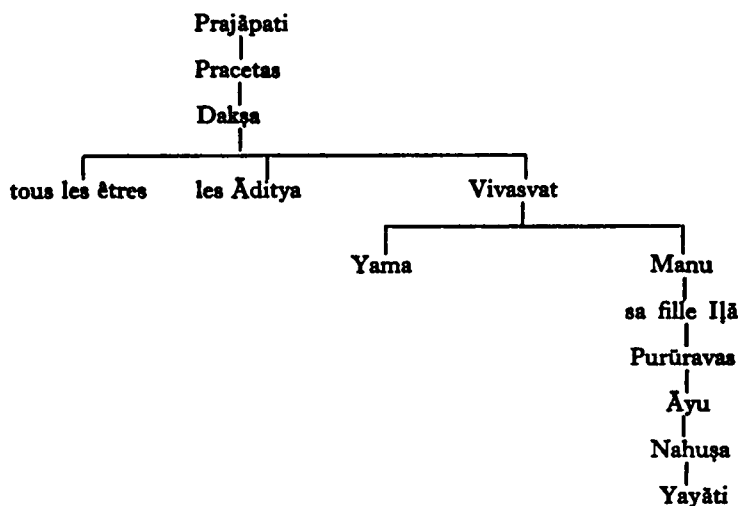 Prajāpati
Pracetas
Dakṣa
tous les êtres les Āditya Vivasvat
Yama Manu
sa fille Iḷā
Purūravas
Āyu
Nahuṣa
Yayāti